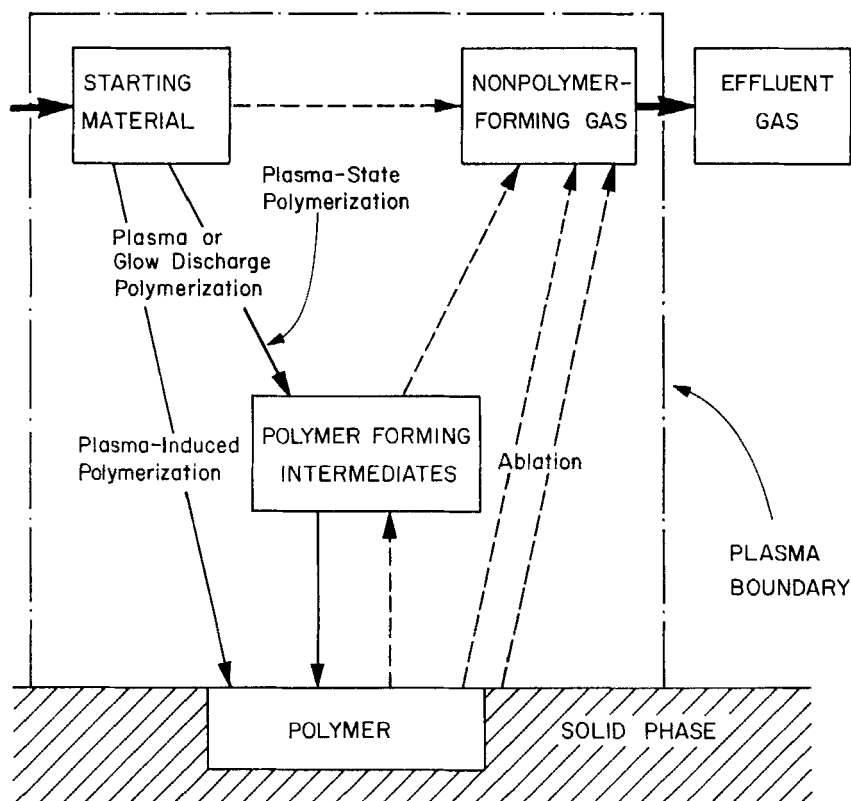 STARTING
MATERIAL
NONPOLYMER-
FORMING GAS
EFFLUENT
GAS
Plasma-State
Polymerization
Plasma or
Glow Discharge
Polymerization
Plasma-Induced
Polymerization
POLYMER FORMING
INTERMEDIATES
Ablation
PLASMA
BOUNDARY
POLYMER
SOLID PHASE